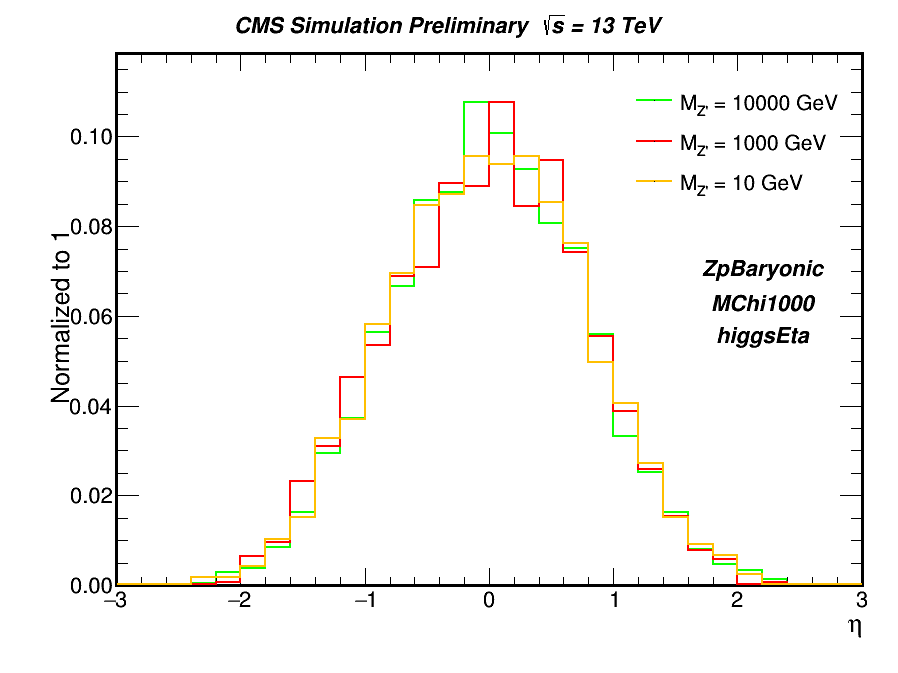 CMS Simulation Preliminary √s = 13 TeV
M_Z' = 10000 GeV
M_Z' = 1000 GeV
M_Z' = 10 GeV
ZpBaryonic
MChi1000
higgsEta
Normalized to 1
0.10
0.08
0.06
0.04
0.02
0.00
−3 −2 −1 0 1 2 3
η